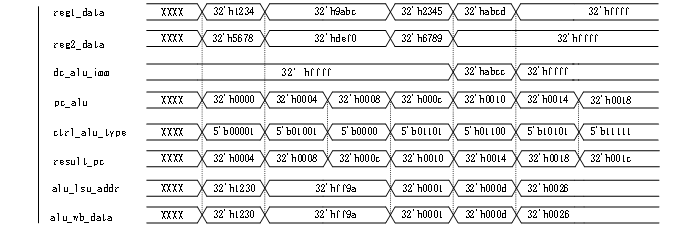 reg1_data XXXX 32'h1234 32'h9abc 32'h2345 32'habcd 32'hffff
reg2_data XXXX 32'h5678 32'hdef0 32'h6789 32'hffff
dc_alu_imm 32' hffff 32'habcc 32'hffff
pc_alu XXXX 32'h0000 32'h0004 32'h0008 32'h000c 32'h0010 32'h0014 32'h0018
ctrl_alu_type XXXX 5'b00001 5'b01001 5'b0000 5'b01101 5'b01100 5'b10101 5'b11111
result_pc XXXX 32'h0004 32'h0008 32'h000c 32'h0010 32'h0014 32'h0018 32'h001c
alu_lsu_addr XXXX 32'h1230 32'hff9a 32'h0001 32'h000d 32'h0026
alu_wb_data XXXX 32'h1230 32'hff9a 32'h0001 32'h000d 32'h0026